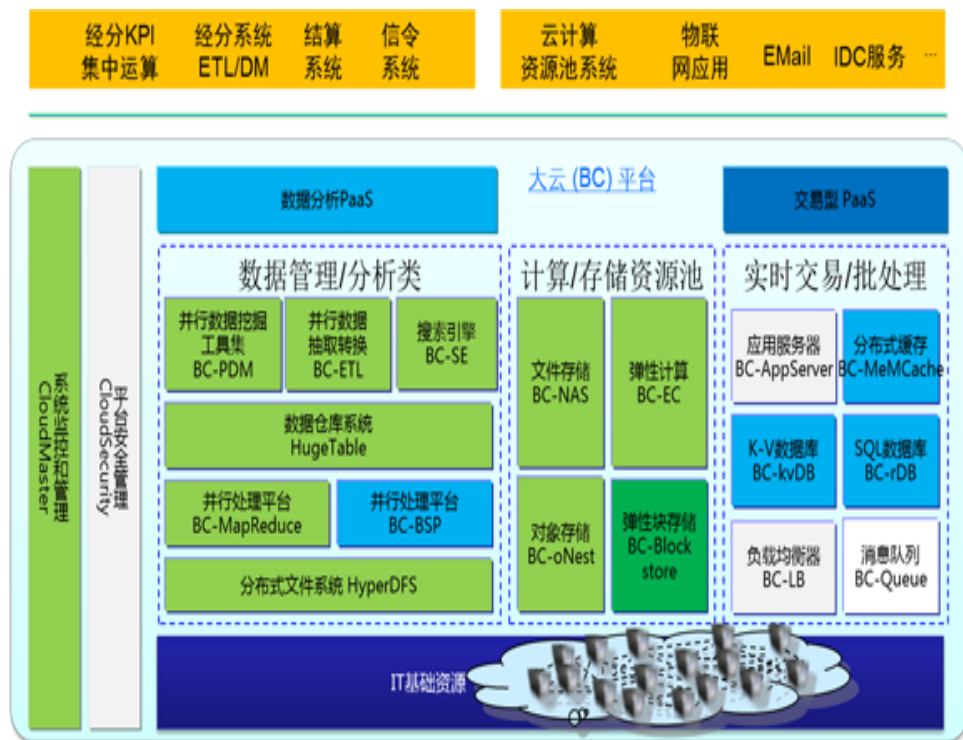 经分KPI
集中运算
经分系统
ETL/DM
结算
系统
信令
系统
云计算
资源池系统
物联
网应用
EMail
IDC服务
...
大云 (BC) 平台
系统监控和管理
CloudMaster
平台安全管理
CloudSecurity
数据分析PaaS
交易型 PaaS
数据管理/分析类
并行数据挖掘
工具集
BC-PDM
并行数据
抽取转换
BC-ETL
搜索引擎
BC-SE
数据仓库系统
HugeTable
并行处理平台
BC-MapReduce
并行处理平台
BC-BSP
分布式文件系统 HyperDFS
计算/存储资源池
文件存储
BC-NAS
弹性计算
BC-EC
对象存储
BC-oNest
弹性块存储
BC-Block
store
实时交易/批处理
应用服务器
BC-AppServer
分布式缓存
BC-MeMCache
K-V数据库
BC-kvDB
SQL数据库
BC-rDB
负载均衡器
BC-LB
消息队列
BC-Queue
IT基础资源